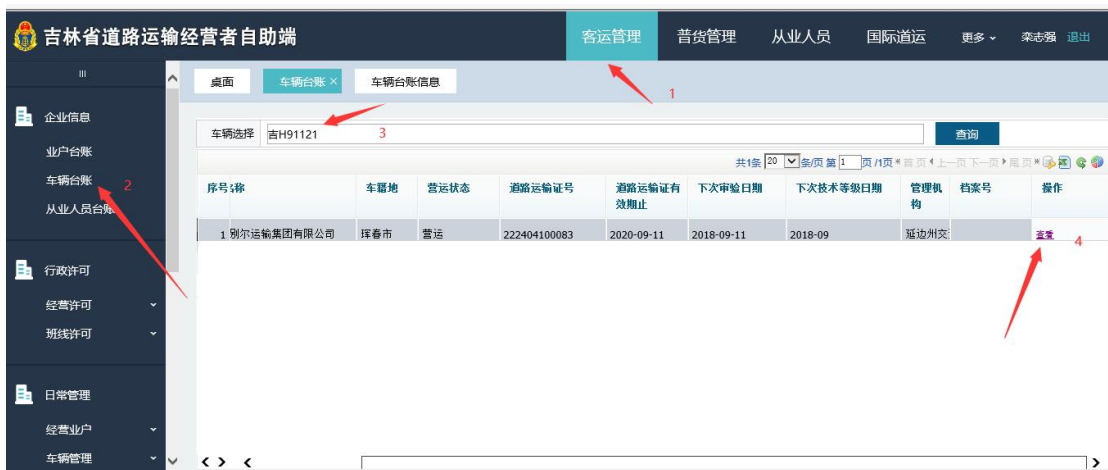 吉林省道路运输经营者自助端
客运管理 普货管理 从业人员 国际道运 更多 栾志强 退出
桌面 车辆台账 × 车辆台账信息
1
企业信息
业户台账
车辆台账
2
从业人员台账
行政许可
经营许可
班线许可
日常管理
经营业户
车辆管理
车辆选择 吉H91121 3 查询
共1条 20 条/页 第 1 页/1页 首页 上一页 下一页 尾页
序号 称 车籍地 营运状态 道路运输证号 道路运输证有效期止 下次审验日期 下次技术等级日期 管理机构 档案号 操作
1 别尔运输集团有限公司 珲春市 营运 222404100083 2020-09-11 2018-09-11 2018-09 延边州交 查看
4